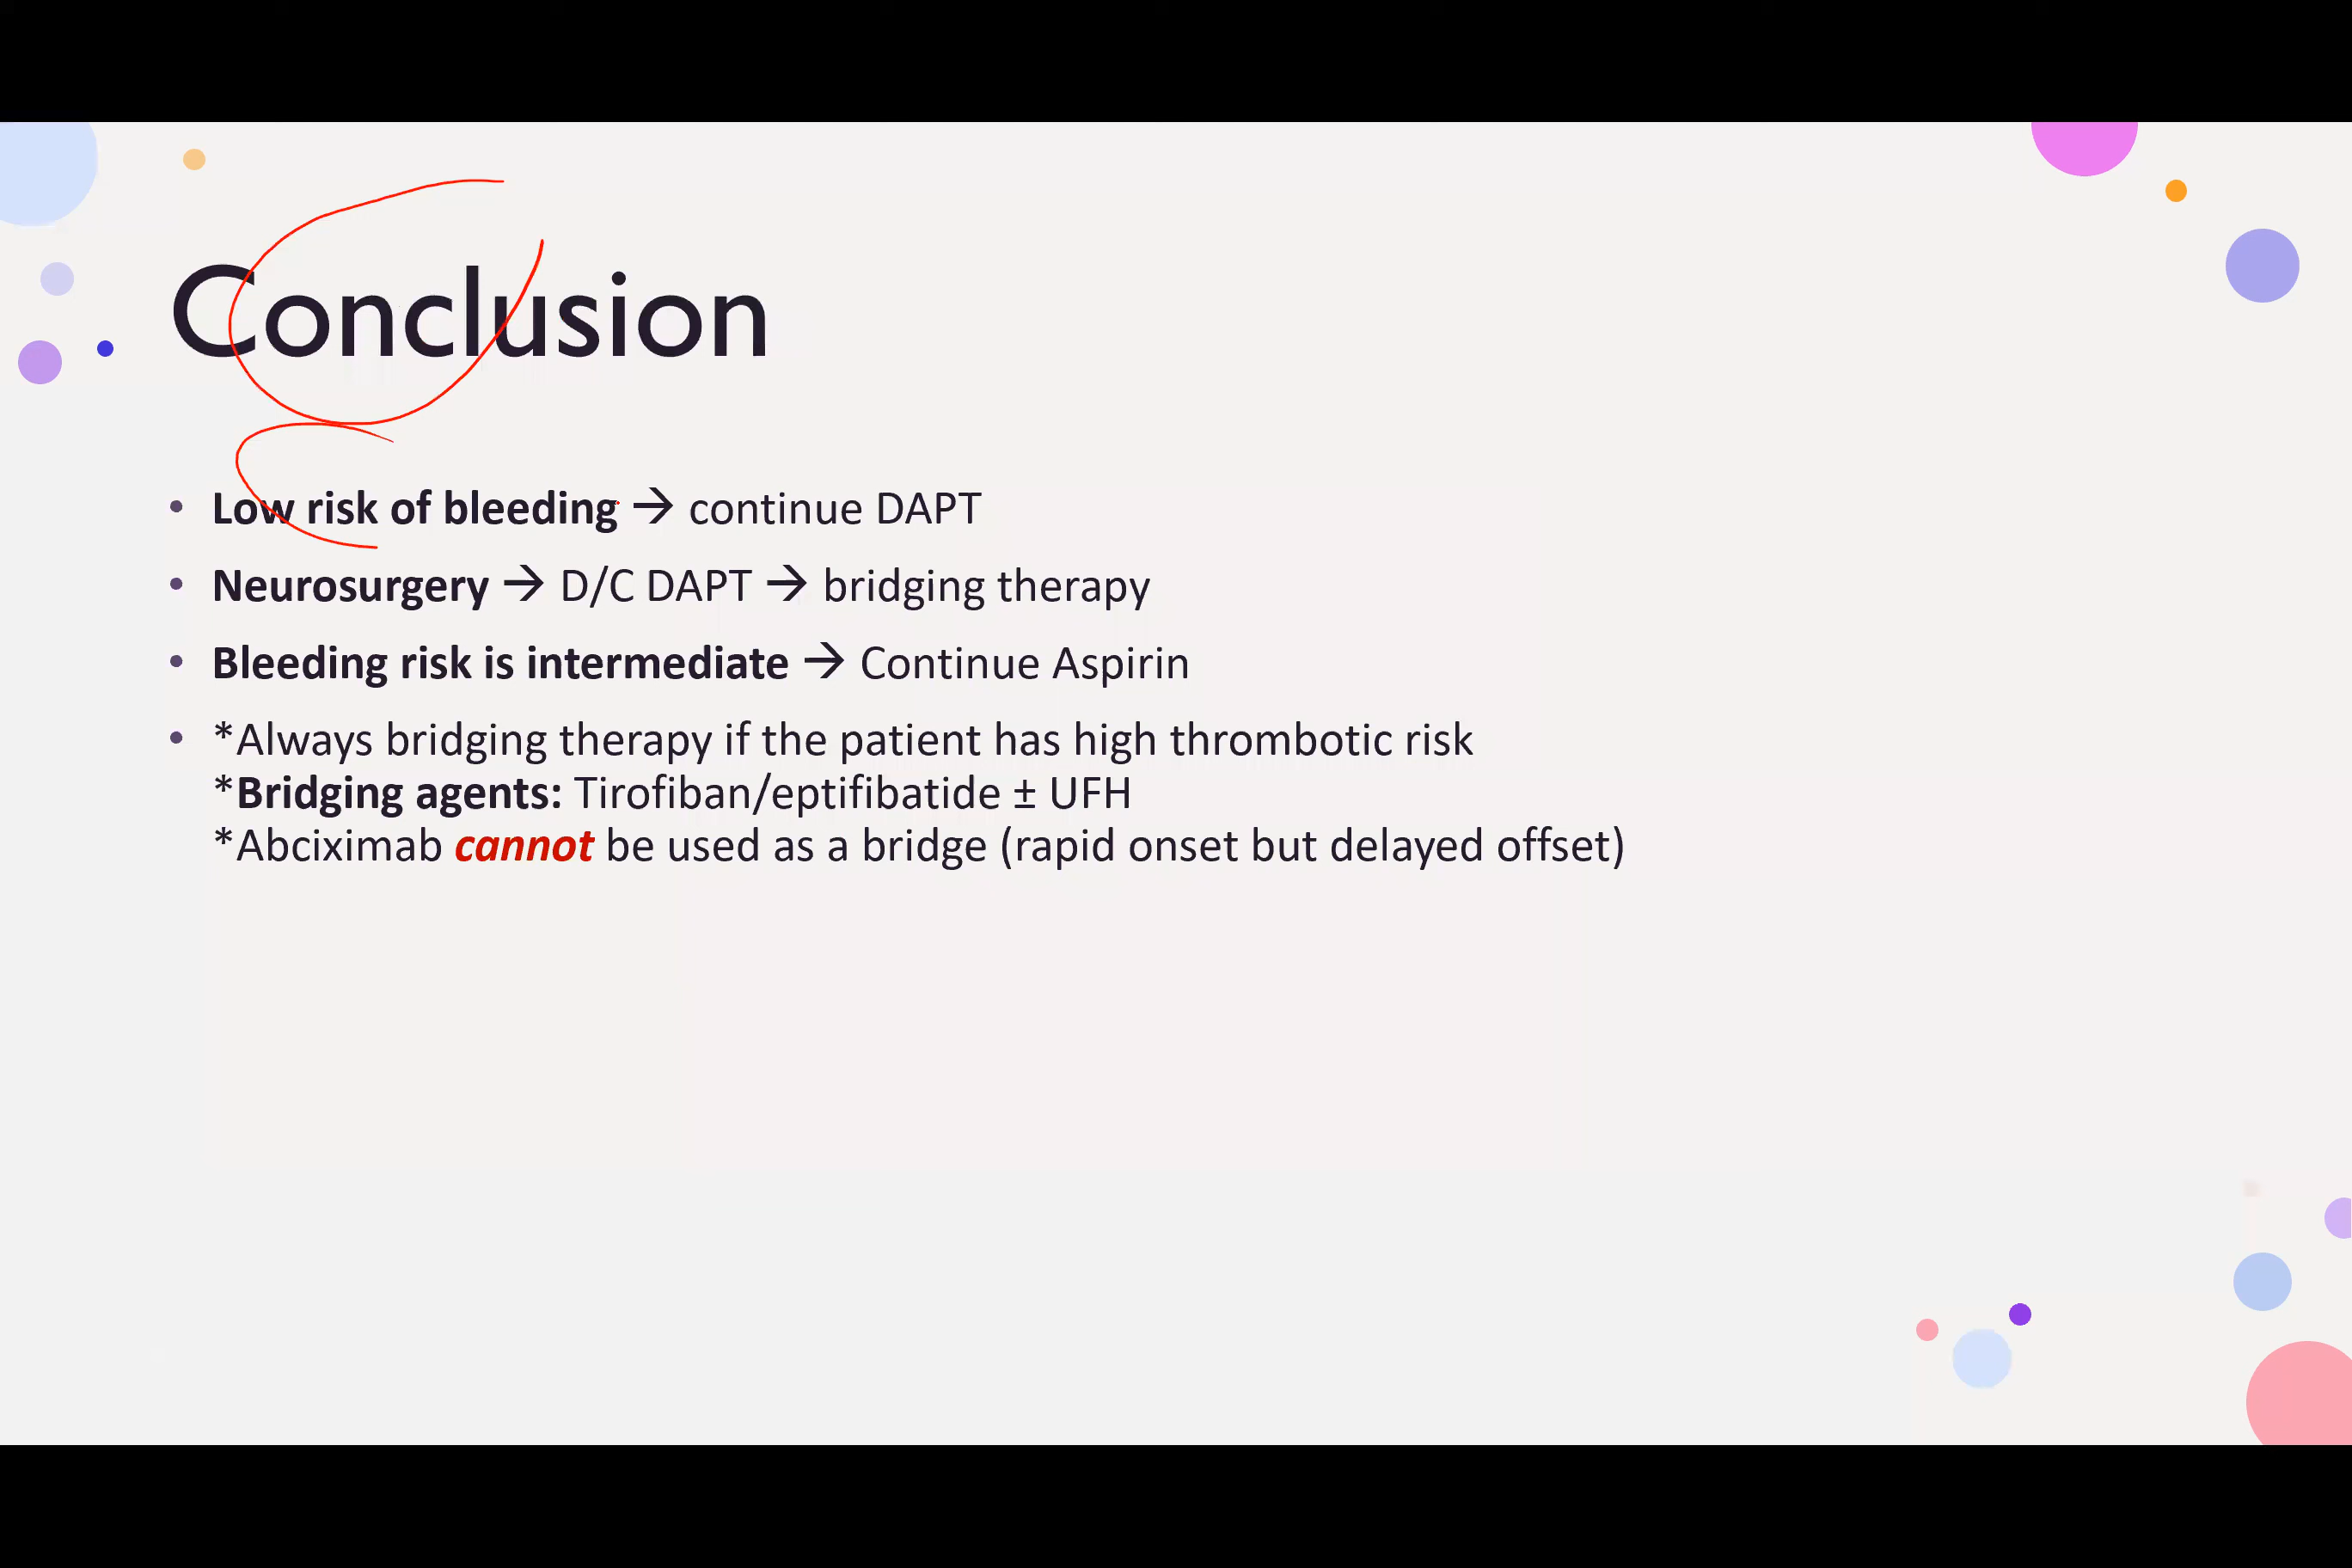 Conclusion
• Low risk of bleeding → continue DAPT
• Neurosurgery → D/C DAPT → bridging therapy
• Bleeding risk is intermediate → Continue Aspirin
• *Always bridging therapy if the patient has high thrombotic risk
*Bridging agents: Tirofiban/eptifibatide ± UFH
*Abciximab cannot be used as a bridge (rapid onset but delayed offset)